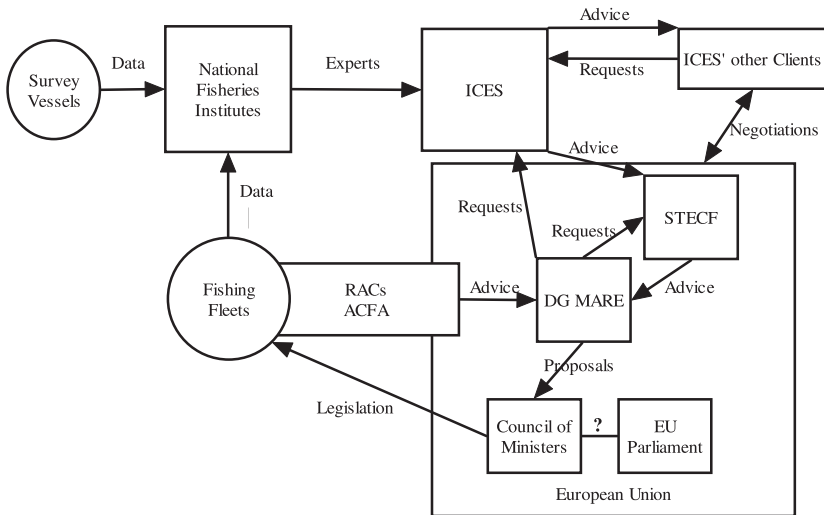 Advice
Survey
Vessels
Data
National
Fisheries
Institutes
Experts
ICES
ICES' other Clients
Requests
Negotiations
Advice
STECF
Data
Requests
Requests
Fishing
Fleets
RACs
ACFA
Advice
DG MARE
Advice
Proposals
Legislation
Council of
Ministers
?
EU
Parliament
European Union